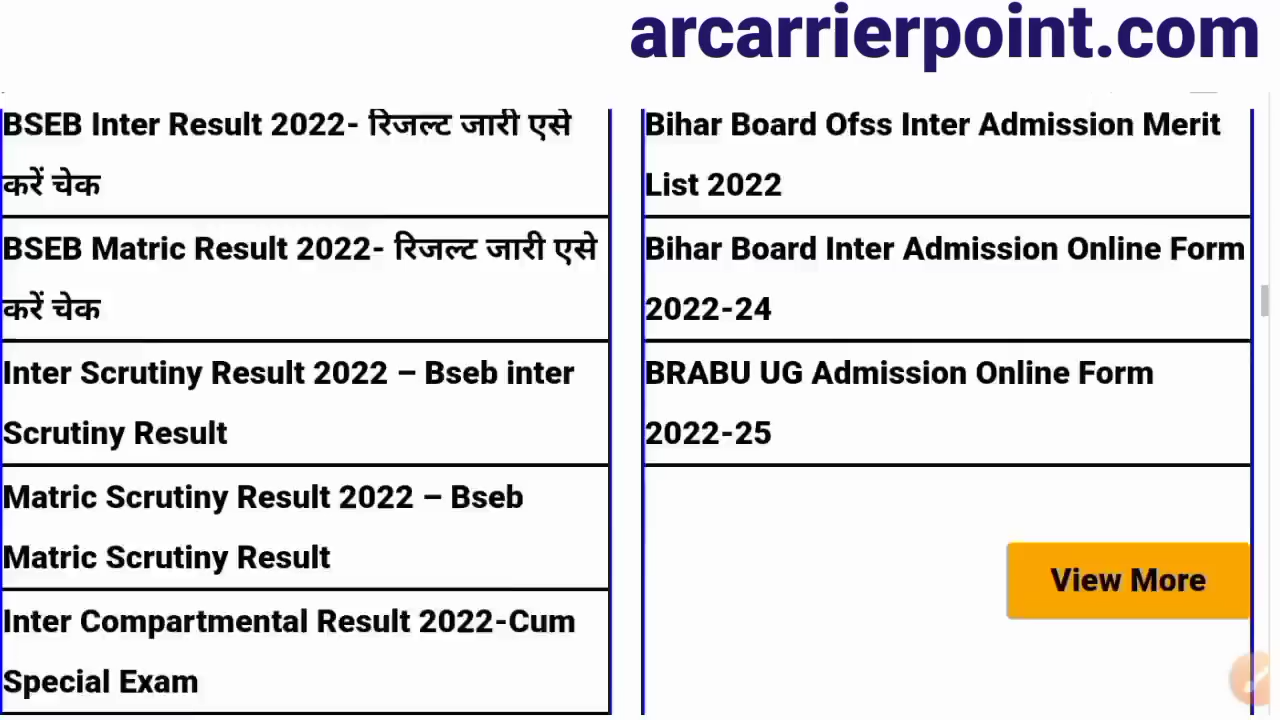 arcarrierpoint.com
BSEB Inter Result 2022- रिजल्ट जारी एसे
करें चेक
BSEB Matric Result 2022- रिजल्ट जारी एसे
करें चेक
Inter Scrutiny Result 2022 – Bseb inter
Scrutiny Result
Matric Scrutiny Result 2022 – Bseb
Matric Scrutiny Result
Inter Compartmental Result 2022-Cum
Special Exam
Bihar Board Ofss Inter Admission Merit
List 2022
Bihar Board Inter Admission Online Form
2022-24
BRABU UG Admission Online Form
2022-25
View More